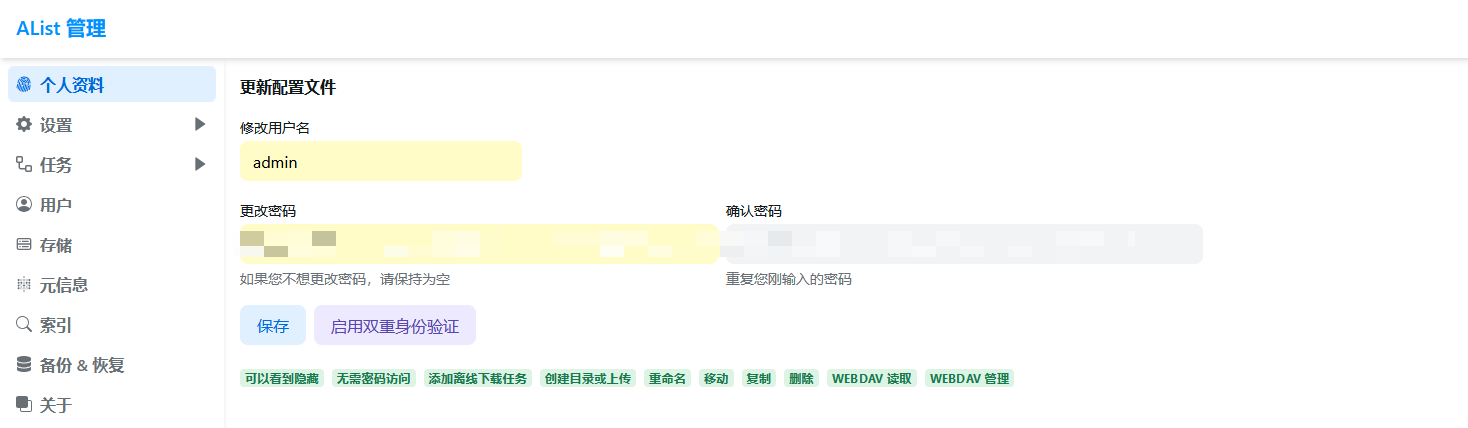 AList 管理
个人资料
设置
任务
用户
存储
元信息
索引
备份 & 恢复
关于
更新配置文件
修改用户名
admin
更改密码 确认密码
如果您不想更改密码，请保持为空 重复您刚输入的密码
保存 启用双重身份验证
可以看到隐藏 无需密码访问 添加离线下载任务 创建目录或上传 重命名 移动 复制 删除 WEBDAV 读取 WEBDAV 管理